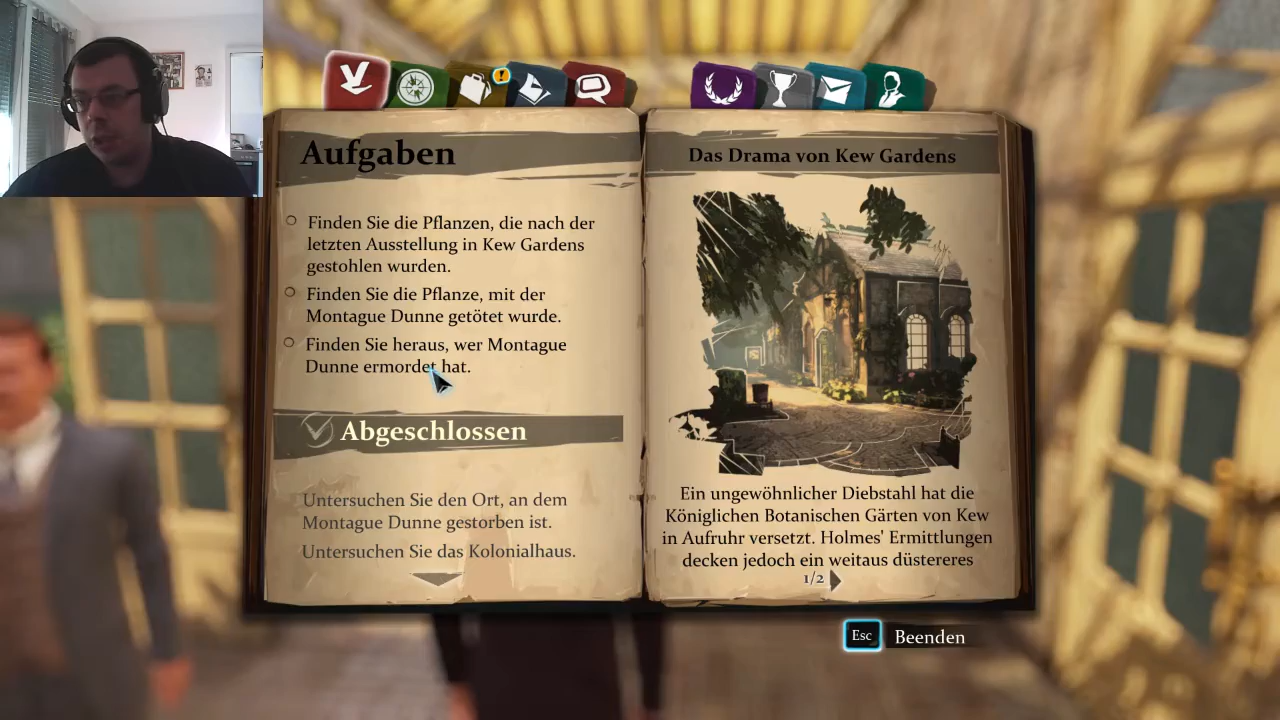 Aufgaben
Finden Sie die Pflanzen, die nach der
letzten Ausstellung in Kew Gardens
gestohlen wurden.
Finden Sie die Pflanze, mit der
Montague Dunne getötet wurde.
Finden Sie heraus, wer Montague
Dunne ermordet hat.
Abgeschlossen
Untersuchen Sie den Ort, an dem
Montague Dunne gestorben ist.
Untersuchen Sie das Kolonialhaus.
Das Drama von Kew Gardens
Ein ungewöhnlicher Diebstahl hat die
Königlichen Botanischen Gärten von Kew
in Aufruhr versetzt. Holmes' Ermittlungen
decken jedoch ein weitaus düstereres
1/2
Esc Beenden